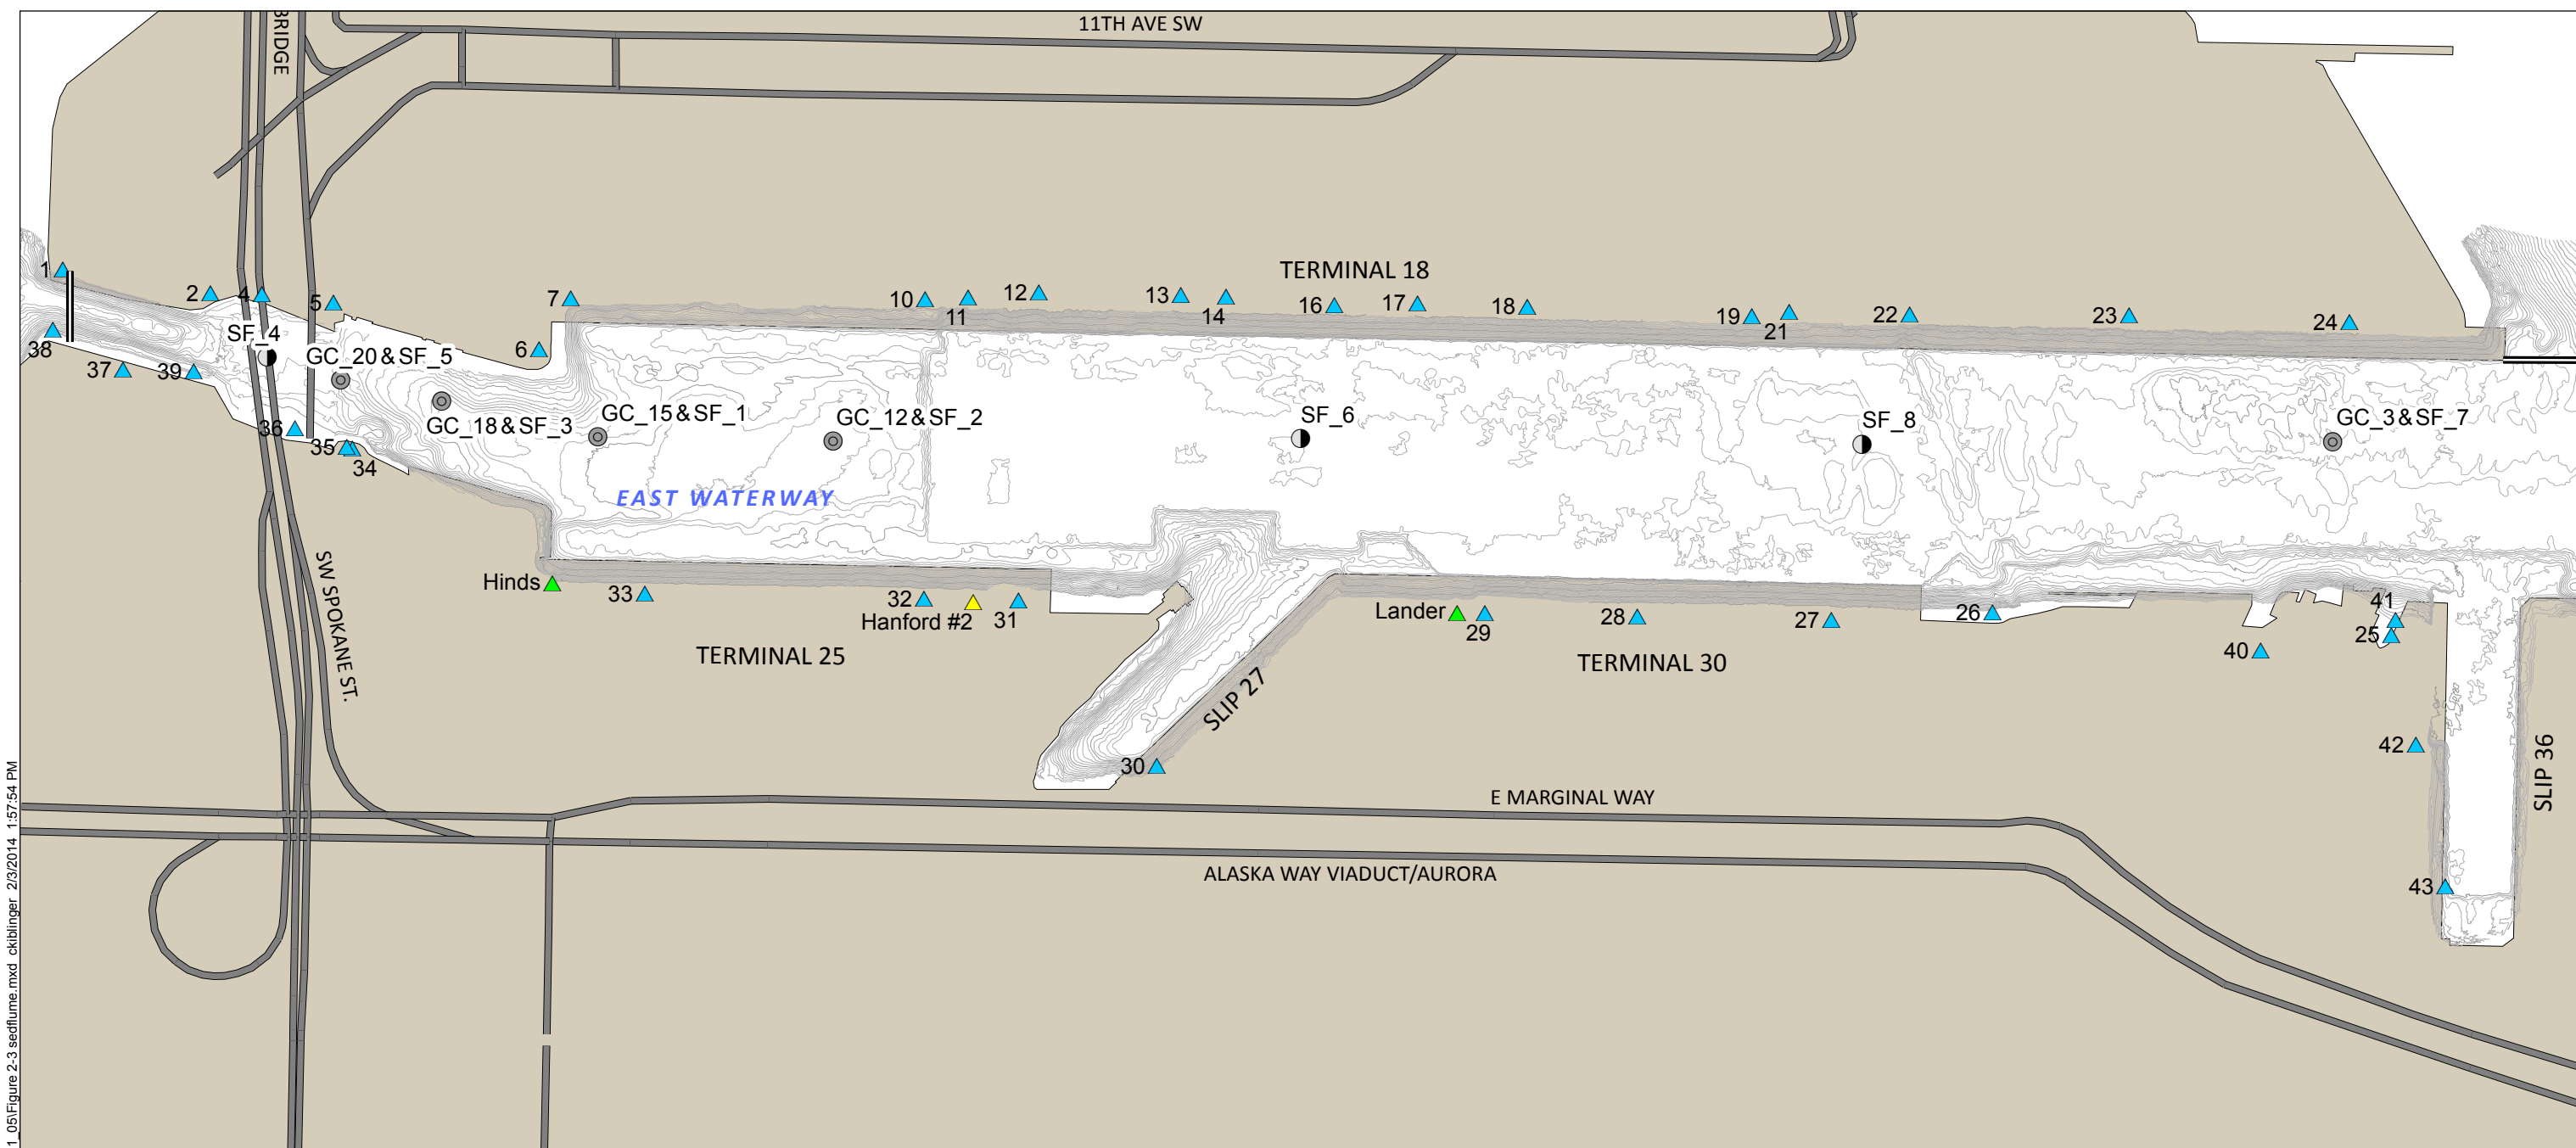 11TH AVE SW
BRIDGE
TERMINAL 18
1
2
4
5
7
10
11
12
13
14
16
17
18
19
21
22
23
24
6
38
37
39
SF_4
GC_20 & SF_5
GC_18 & SF_3
GC_15 & SF_1
GC_12 & SF_2
SF_6
SF_8
GC_3 & SF_7
36
35
34
EAST WATERWAY
Hinds
33
32
Hanford #2
31
Lander
29
28
27
26
41
25
40
TERMINAL 25
TERMINAL 30
SW SPOKANE ST.
SLIP 27
30
42
SLIP 36
43
E MARGINAL WAY
ALASKA WAY VIADUCT/AURORA
1_05\Figure 2-3 sedflume.mxd ckiblinger 2/3/2014 1:57:54 PM